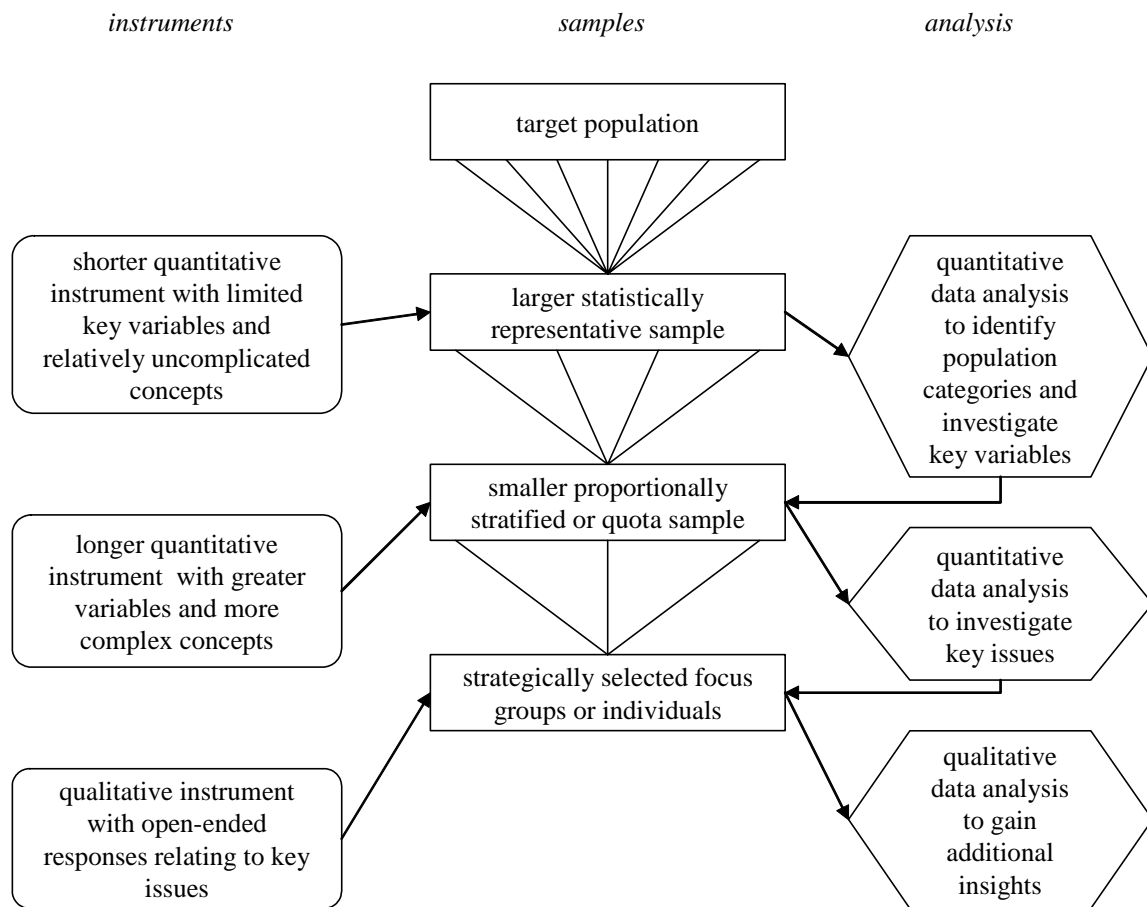 instruments
samples
analysis
target population
shorter quantitative
instrument with limited
key variables and
relatively uncomplicated
concepts
larger statistically
representative sample
quantitative
data analysis
to identify
population
categories and
investigate
key variables
longer quantitative
instrument with greater
variables and more
complex concepts
smaller proportionally
stratified or quota sample
quantitative
data analysis
to investigate
key issues
qualitative instrument
with open-ended
responses relating to key
issues
strategically selected focus
groups or individuals
qualitative
data analysis
to gain
additional
insights